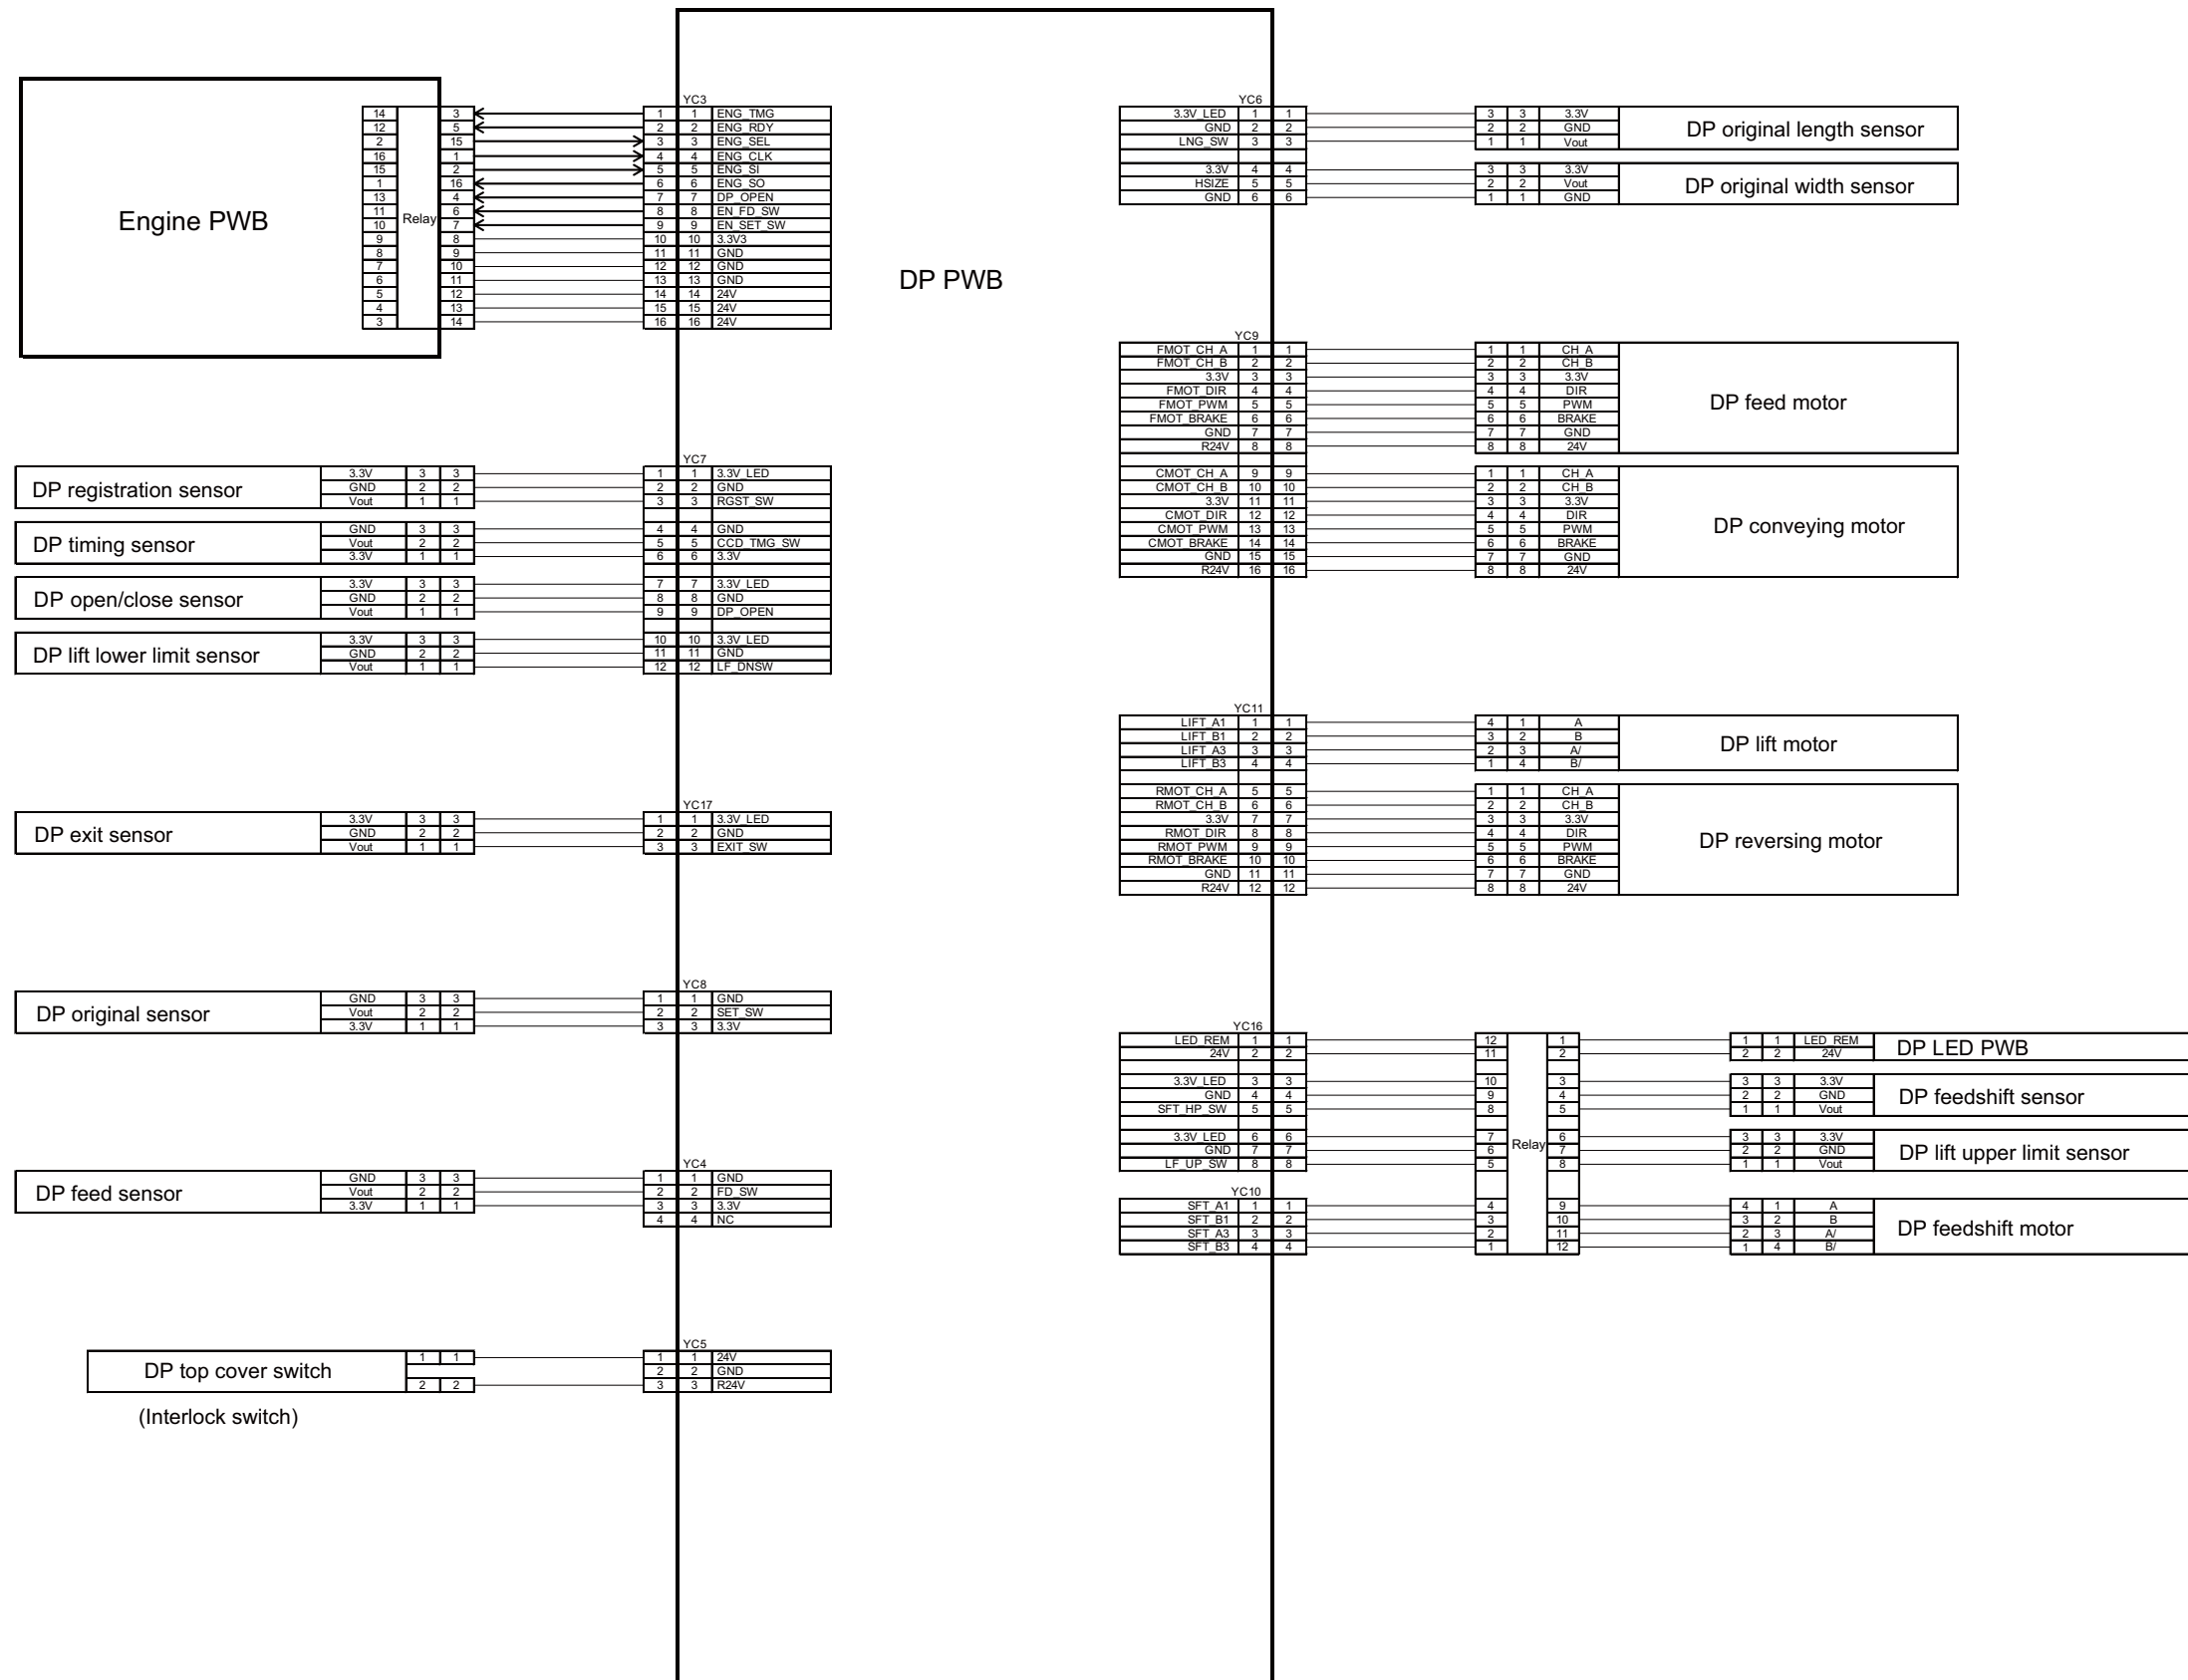 Engine PWB
Relay
14 3
12 5
2 15
16 1
15 2
1 16
13 4
11 6
10 7
9 8
8 9
7 10
6 11
5 12
4 13
3 14
YC3
1 1 ENG_TMG
2 2 ENG_RDY
3 3 ENG_SEL
4 4 ENG_CLK
5 5 ENG_SI
6 6 ENG_SO
7 7 DP_OPEN
8 8 EN_FD_SW
9 9 EN_SET_SW
10 10 3.3V3
11 11 GND
12 12 GND
13 13 GND
14 14 24V
15 15 24V
16 16 24V
DP PWB
DP registration sensor
3.3V 3 3
GND 2 2
Vout 1 1
DP timing sensor
GND 3 3
Vout 2 2
3.3V 1 1
DP open/close sensor
3.3V 3 3
GND 2 2
Vout 1 1
DP lift lower limit sensor
3.3V 3 3
GND 2 2
Vout 1 1
YC7
1 1 3.3V_LED
2 2 GND
3 3 RGST_SW
4 4 GND
5 5 CCD_TMG_SW
6 6 3.3V
7 7 3.3V_LED
8 8 GND
9 9 DP_OPEN
10 10 3.3V_LED
11 11 GND
12 12 LF_DNSW
DP exit sensor
3.3V 3 3
GND 2 2
Vout 1 1
YC17
1 1 3.3V_LED
2 2 GND
3 3 EXIT_SW
DP original sensor
GND 3 3
Vout 2 2
3.3V 1 1
YC8
1 1 GND
2 2 SET_SW
3 3 3.3V
DP feed sensor
GND 3 3
Vout 2 2
3.3V 1 1
YC4
1 1 GND
2 2 FD_SW
3 3 3.3V
4 4 NC
DP top cover switch
(Interlock switch)
1 1
2 2
YC5
1 1 24V
2 2 GND
3 3 R24V
YC6
3.3V_LED 1 1
GND 2 2
LNG_SW 3 3
3.3V 4 4
HSIZE 5 5
GND 6 6
3 3 3.3V
2 2 GND
1 1 Vout
DP original length sensor
3 3 3.3V
2 2 Vout
1 1 GND
DP original width sensor
YC9
FMOT_CH_A 1 1
FMOT_CH_B 2 2
3.3V 3 3
FMOT_DIR 4 4
FMOT_PWM 5 5
FMOT_BRAKE 6 6
GND 7 7
R24V 8 8
CMOT_CH_A 9 9
CMOT_CH_B 10 10
3.3V 11 11
CMOT_DIR 12 12
CMOT_PWM 13 13
CMOT_BRAKE 14 14
GND 15 15
R24V 16 16
1 1 CH_A
2 2 CH_B
3 3 3.3V
4 4 DIR
5 5 PWM
6 6 BRAKE
7 7 GND
8 8 24V
DP feed motor
1 1 CH_A
2 2 CH_B
3 3 3.3V
4 4 DIR
5 5 PWM
6 6 BRAKE
7 7 GND
8 8 24V
DP conveying motor
YC11
LIFT_A1 1 1
LIFT_B1 2 2
LIFT_A3 3 3
LIFT_B3 4 4
RMOT_CH_A 5 5
RMOT_CH_B 6 6
3.3V 7 7
RMOT_DIR 8 8
RMOT_PWM 9 9
RMOT_BRAKE 10 10
GND 11 11
R24V 12 12
4 1 A
3 2 B
2 3 A/
1 4 B/
DP lift motor
1 1 CH_A
2 2 CH_B
3 3 3.3V
4 4 DIR
5 5 PWM
6 6 BRAKE
7 7 GND
8 8 24V
DP reversing motor
YC16
LED_REM 1 1
24V 2 2
3.3V_LED 3 3
GND 4 4
SFT_HP_SW 5 5
3.3V_LED 6 6
GND 7 7
LF_UP_SW 8 8
YC10
SFT_A1 1 1
SFT_B1 2 2
SFT_A3 3 3
SFT_B3 4 4
Relay
12 1
11 2
10 3
9 4
8 5
7 6
6 7
5 8
4 9
3 10
2 11
1 12
1 1 LED_REM
2 2 24V
DP LED PWB
3 3 3.3V
2 2 GND
1 1 Vout
DP feedshift sensor
3 3 3.3V
2 2 GND
1 1 Vout
DP lift upper limit sensor
4 1 A
3 2 B
2 3 A/
1 4 B/
DP feedshift motor